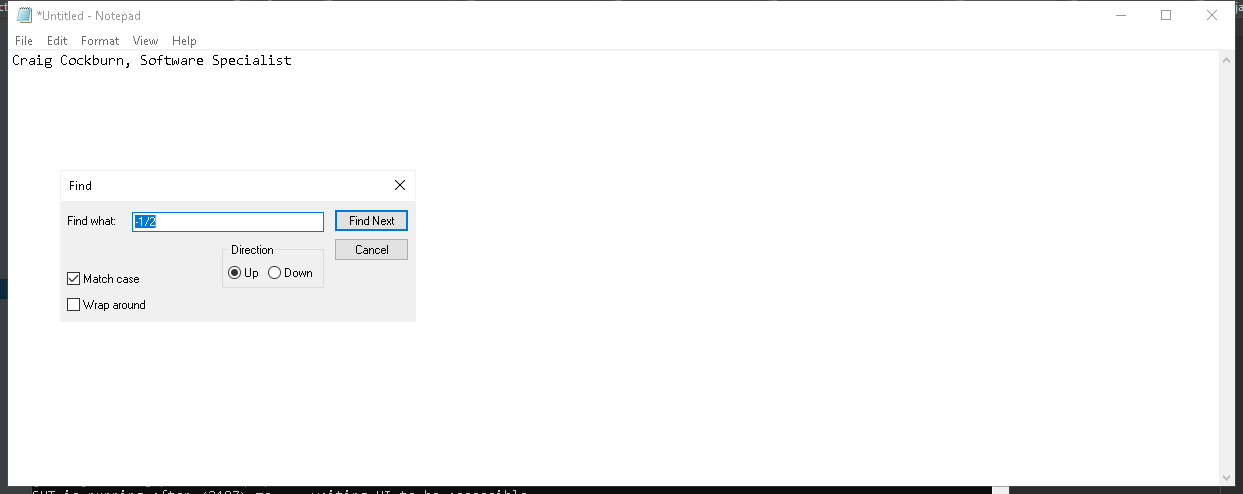 *Untitled - Notepad
File Edit Format View Help
Craig Cockburn, Software Specialist
Find
Find what: -1/2 Find Next
Direction Cancel
Up Down
Match case
Wrap around